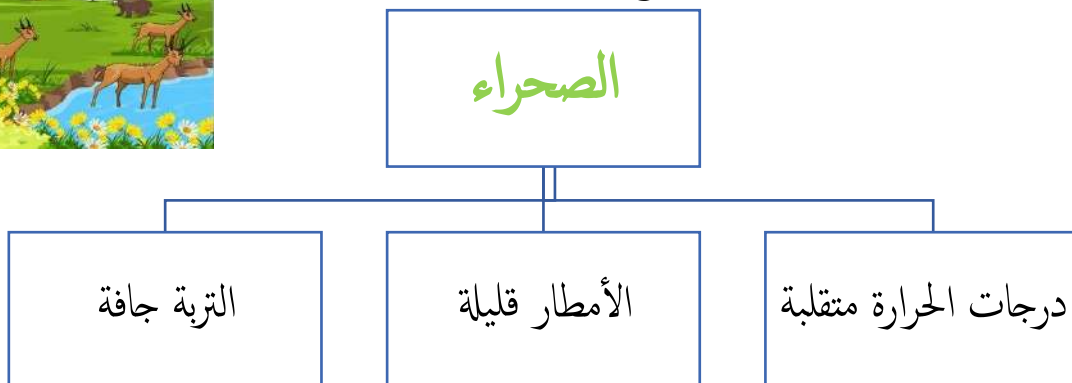 الصحراء
درجات الحرارة متقلبة
الأمطار قليلة
التربة جافة